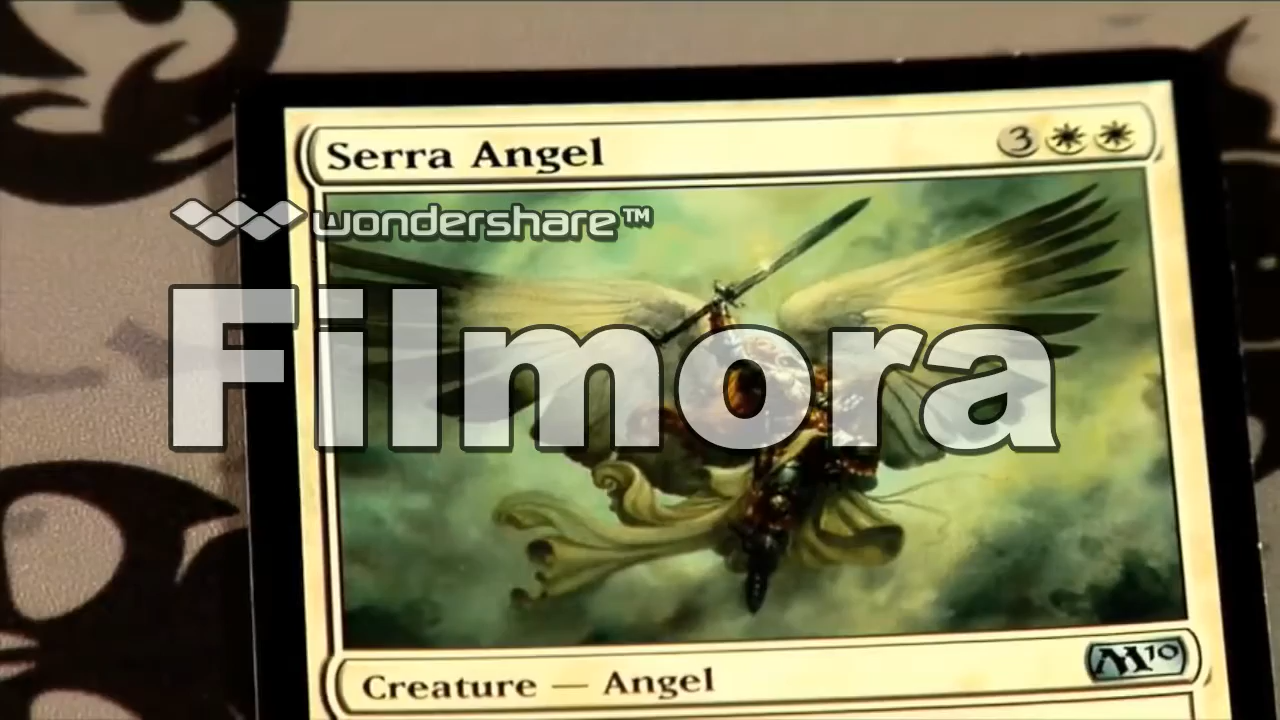 Serra Angel 3
wondershare™
Filmora
M10
Creature — Angel